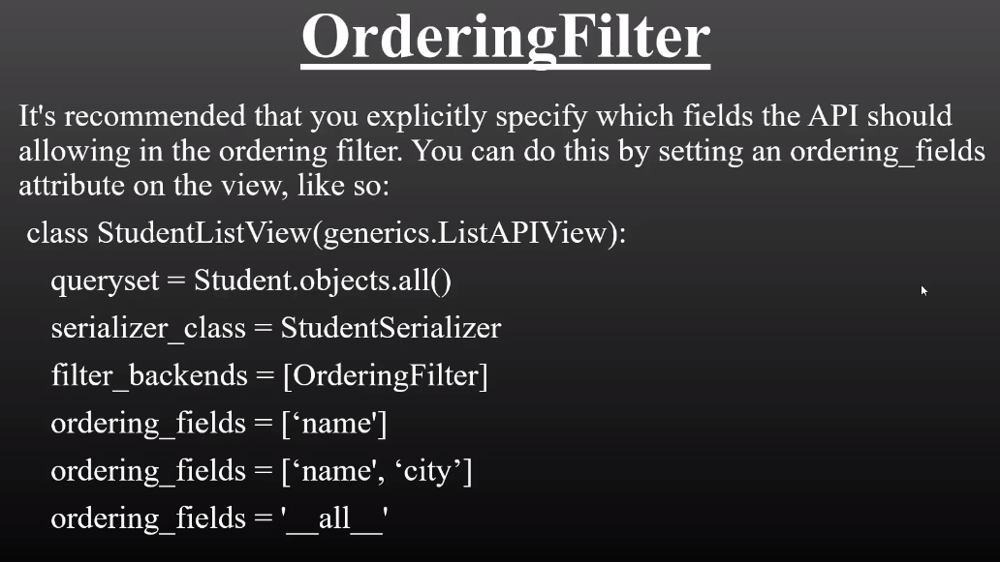 OrderingFilter
It's recommended that you explicitly specify which fields the API should
allowing in the ordering filter. You can do this by setting an ordering_fields
attribute on the view, like so:
class StudentListView(generics.ListAPIView):
queryset = Student.objects.all()
serializer_class = StudentSerializer
filter_backends = [OrderingFilter]
ordering_fields = [‘name']
ordering_fields = [‘name', ‘city’]
ordering_fields = '__all__'